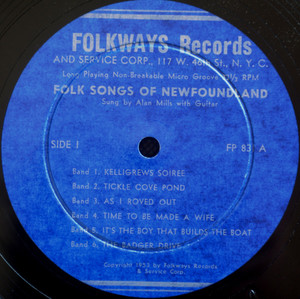 FOLKWAYS Records
AND SERVICE CORP., 117 W. 46th St., N. Y. C.
Long Playing Non-Breakable Micro Groove 33⅓ RPM
FOLK SONGS OF NEWFOUNDLAND
Sung by Alan Mills with Guitar
SIDE I
FP 831 A
Band 1. KELLIGREWS SOIREE
Band 2. TICKLE COVE POND
Band 3. AS I ROVED OUT
Band 4. TIME TO BE MADE A WIFE
Band 5. IT'S THE BOY THAT BUILDS THE BOAT
Band 6. THE BADGER DRIVE
Copyright 1953 by Folkways Records
& Service Corp.